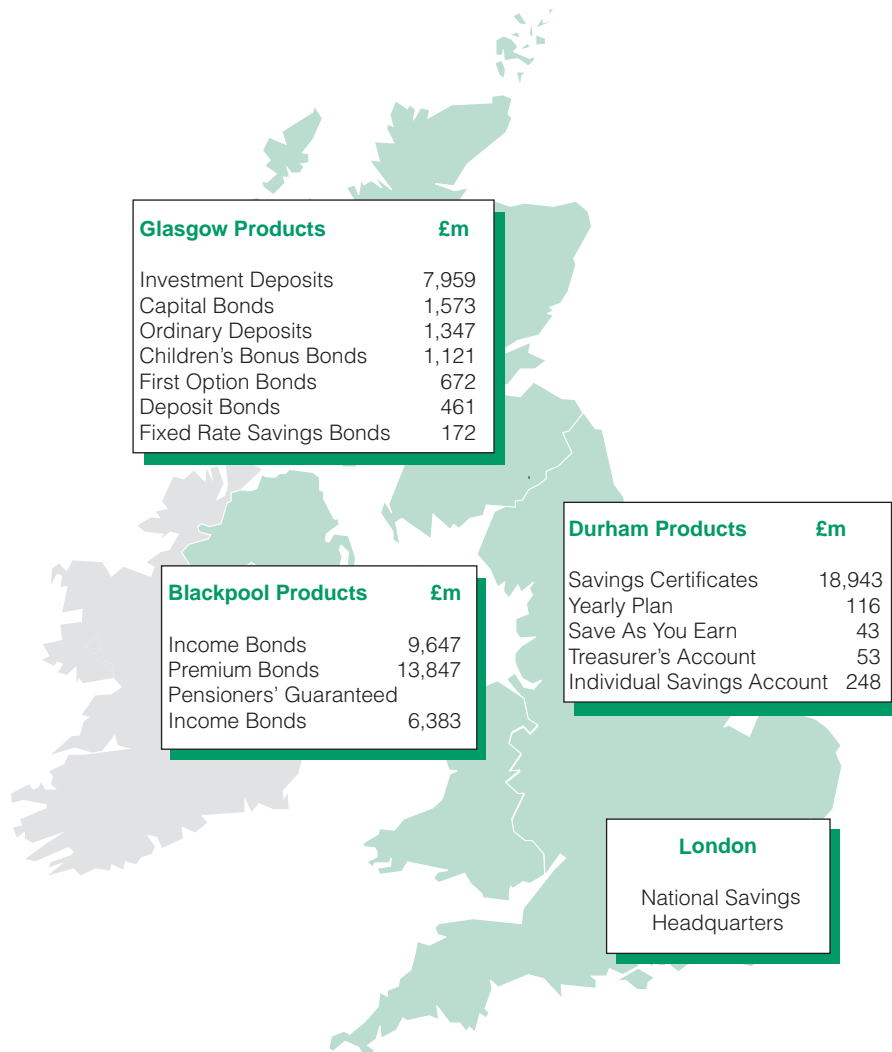 Glasgow Products £m
Investment Deposits 7,959
Capital Bonds 1,573
Ordinary Deposits 1,347
Children’s Bonus Bonds 1,121
First Option Bonds 672
Deposit Bonds 461
Fixed Rate Savings Bonds 172
Blackpool Products £m
Income Bonds 9,647
Premium Bonds 13,847
Pensioners’ Guaranteed
Income Bonds 6,383
Durham Products £m
Savings Certificates 18,943
Yearly Plan 116
Save As You Earn 43
Treasurer’s Account 53
Individual Savings Account 248
London
National Savings
Headquarters